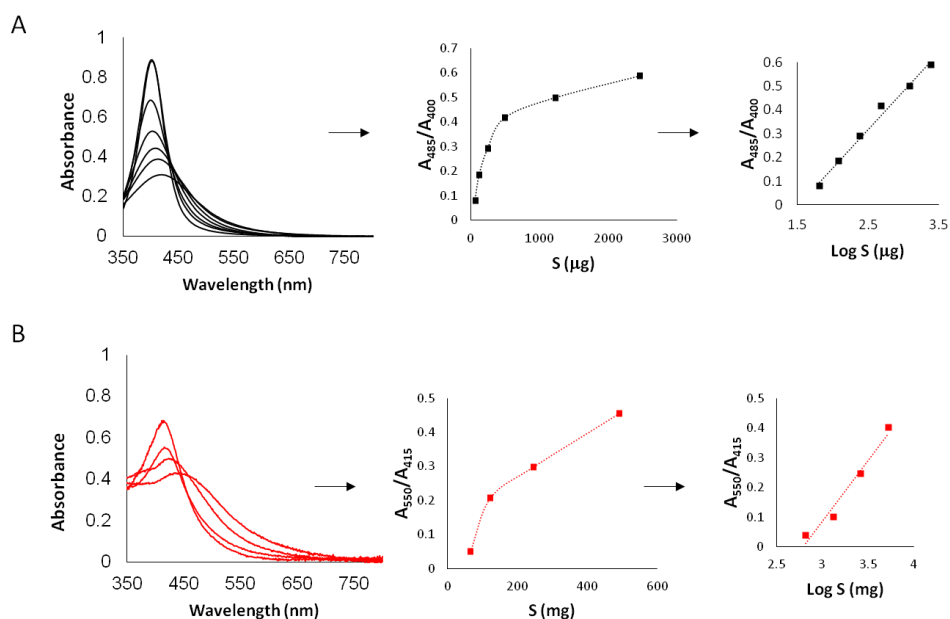 A
Absorbance
1
0.8
0.6
0.4
0.2
0
350 450 550 650 750
Wavelength (nm)
A485/A400
0.7
0.6
0.5
0.4
0.3
0.2
0.1
0
0 1000 2000 3000
S (µg)
A485/A400
0.6
0.5
0.4
0.3
0.2
0.1
0
1.5 2.5 3.5
Log S (µg)
B
Absorbance
1
0.8
0.6
0.4
0.2
0
350 450 550 650 750
Wavelength (nm)
A550/A415
0.5
0.4
0.3
0.2
0.1
0
0 200 400 600
S (mg)
A550/A415
0.5
0.4
0.3
0.2
0.1
0
2.5 3 3.5 4
Log S (mg)